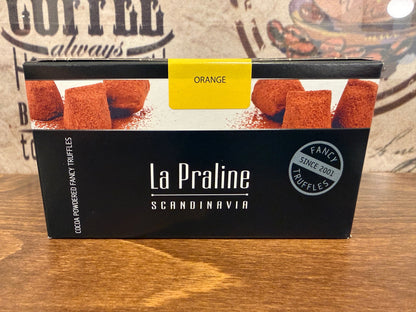 COFFEE
always
ORANGE
La Praline
SCANDINAVIA
FANCY
SINCE 2001
TRUFFLES
COCOA POWDERED FANCY TRUFFLES